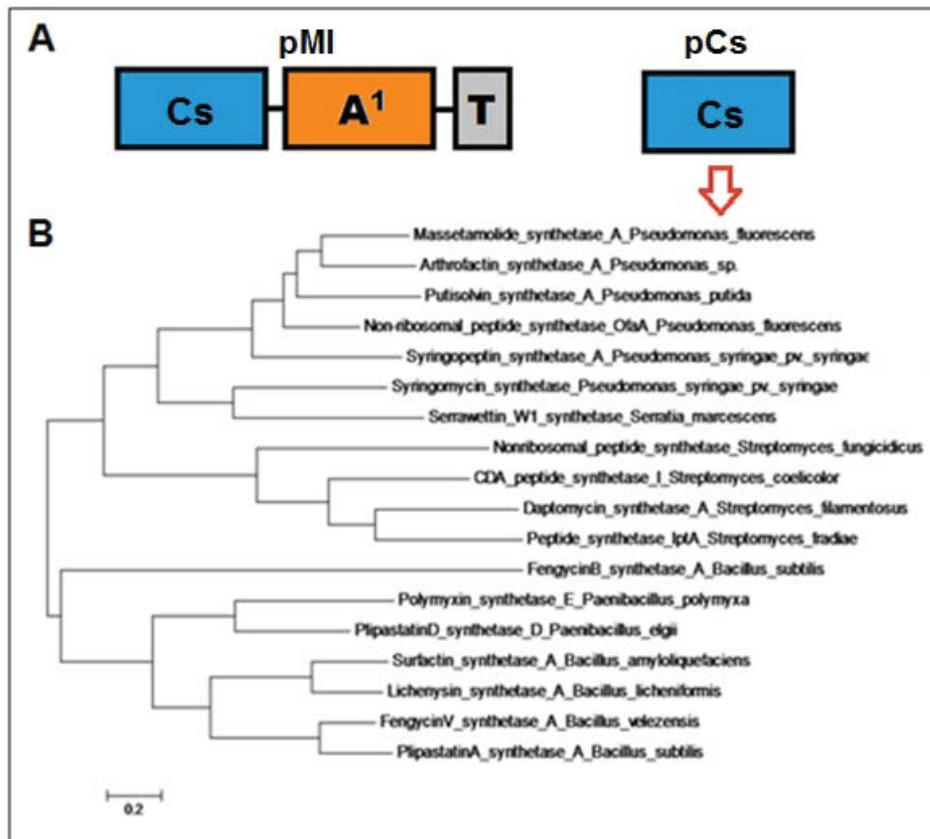 A
pMI
pCs
Cs
A¹
T
Cs
B
Massetamolide_synthetase_A_Pseudomonas_fluorescens
Arthrofactin_synthetase_A_Pseudomonas_sp.
Putisolvin_synthetase_A_Pseudomonas_putida
Non-ribosomal_peptide_synthetase_OfaA_Pseudomonas_fluorescens
Syringopeptin_synthetase_A_Pseudomonas_syringae_pv._syringae
Syringomycin_synthetase_Pseudomonas_syringae_pv._syringae
Serrawettin_W1_synthetase_Serratia_marcescens
Nonribosomal_peptide_synthetase_Streptomyces_fungicidicus
CDA_peptide_synthetase_I_Streptomyces_coelicolor
Daptomycin_synthetase_A_Streptomyces_filamentosus
Peptide_synthetase_IptA_Streptomyces_fradiae
FengycinB_synthetase_A_Bacillus_subtilis
Polymyxin_synthetase_E_Paenibacillus_polymyxa
PlipastatinD_synthetase_D_Paenibacillus_elgii
Surfactin_synthetase_A_Bacillus_amyloliquefaciens
Lichenysin_synthetase_A_Bacillus_licheniformis
FengycinV_synthetase_A_Bacillus_velezensis
PlipastatinA_synthetase_A_Bacillus_subtilis
0.2